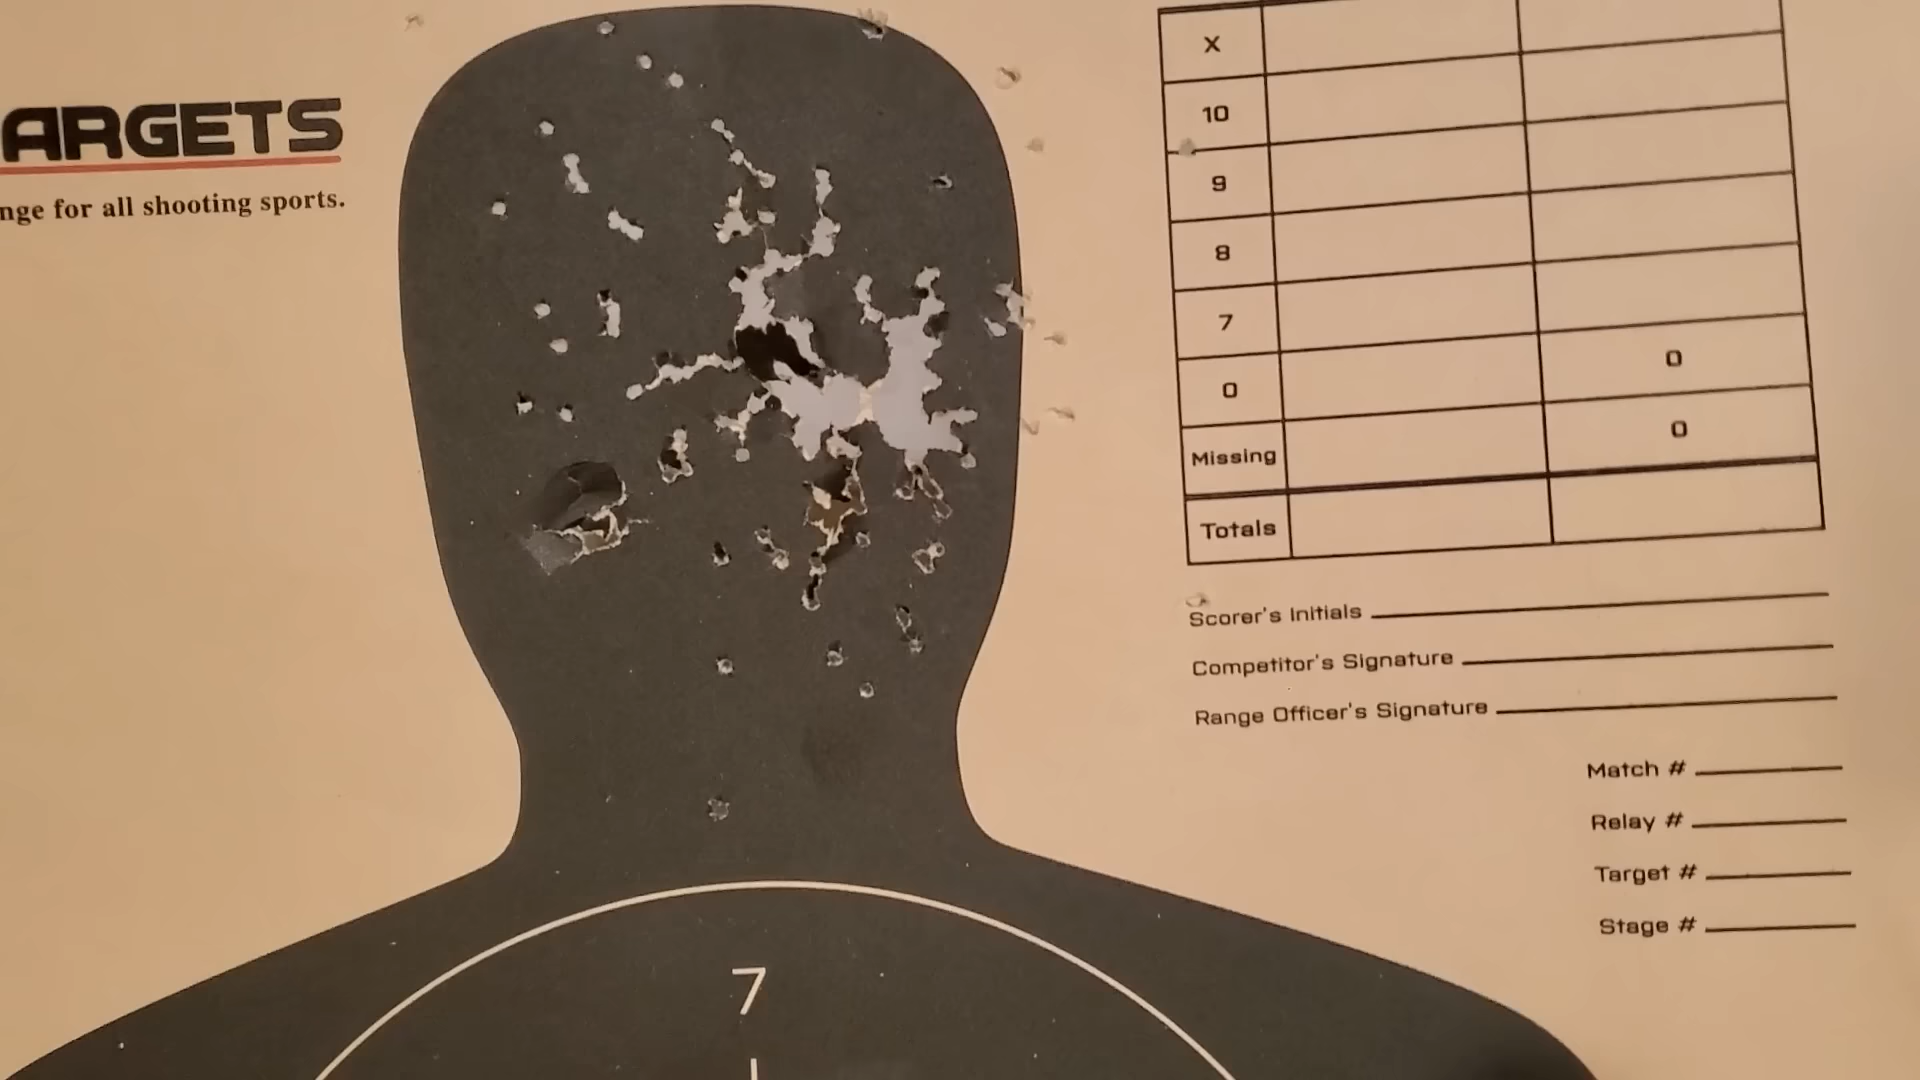 ARGETS
nge for all shooting sports.
X
10
9
8
7
0 0
Missing 0
Totals
Scorer's Initials
Competitor's Signature
Range Officer's Signature
Match #
Relay #
Target #
Stage #
7